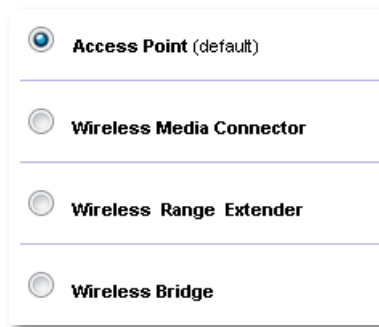 Access Point (default)
Wireless Media Connector
Wireless Range Extender
Wireless Bridge